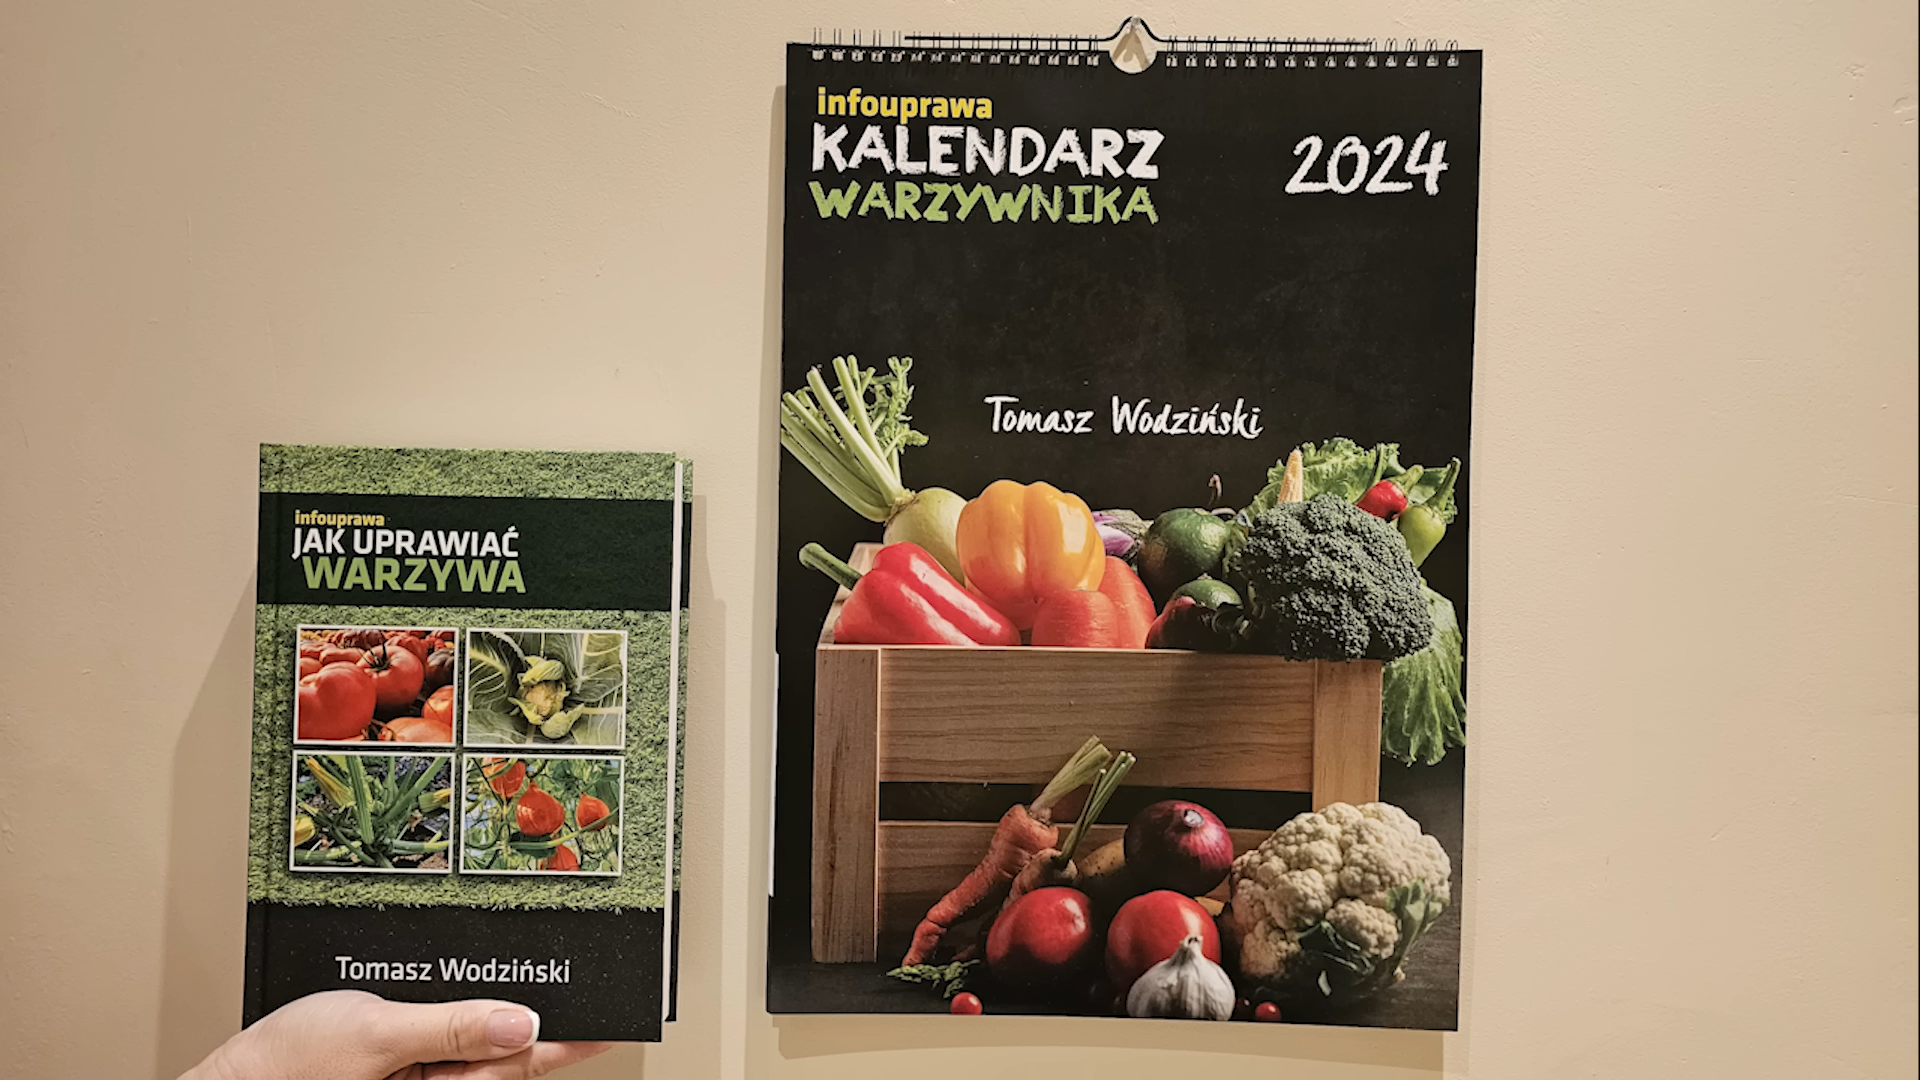 infouprawa
JAK UPRAWIAĆ
WARZYWA
Tomasz Wodziński
infouprawa
KALENDARZ
WARZYWNIKA
2024
Tomasz Wodziński